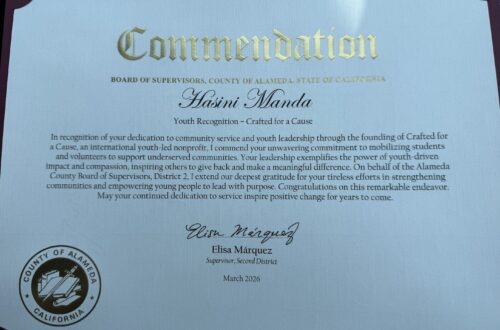 Commendation
BOARD OF SUPERVISORS, COUNTY OF ALAMEDA, STATE OF CALIFORNIA
Hasini Manda
Youth Recognition – Crafted for a Cause
In recognition of your dedication to community service and youth leadership through the founding of Crafted for
a Cause, an international youth-led nonprofit, I commend your unwavering commitment to mobilizing students
and volunteers to support underserved communities. Your leadership exemplifies the power of youth-driven
impact and compassion, inspiring others to give back and make a meaningful difference. On behalf of the Alameda
County Board of Supervisors, District 2, I extend our deepest gratitude for your tireless efforts in strengthening
communities and empowering young people to lead with purpose. Congratulations on this remarkable endeavor.
May your continued dedication to service inspire positive change for years to come.
Elisa Márquez
Elisa Márquez
Supervisor, Second District
March 2026
COUNTY OF ALAMEDA
CALIFORNIA